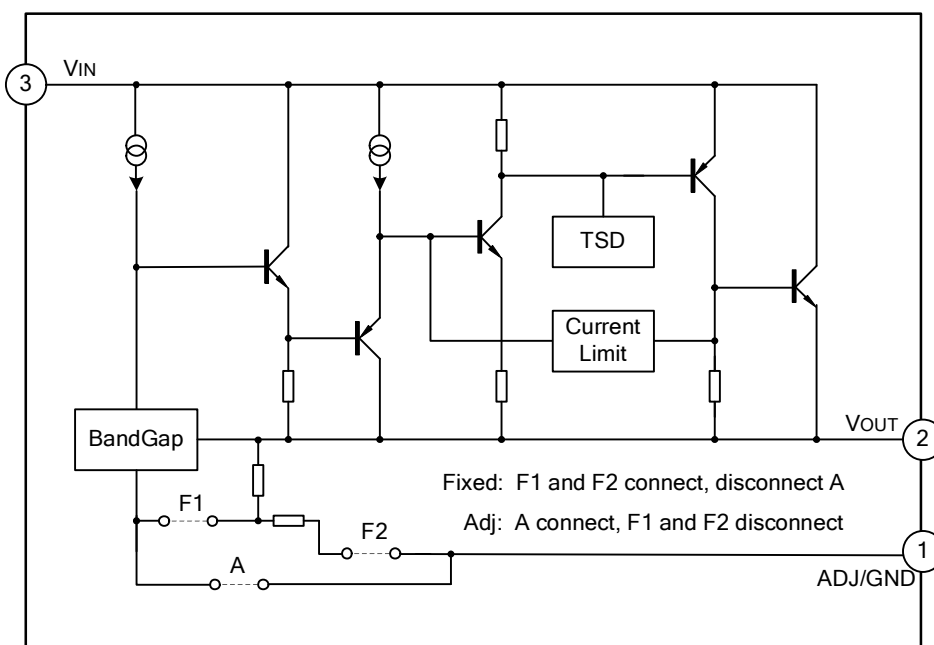 3
VIN
TSD
Current
Limit
BandGap
VOUT
2
Fixed: F1 and F2 connect, disconnect A
F1
Adj: A connect, F1 and F2 disconnect
F2
1
A
ADJ/GND